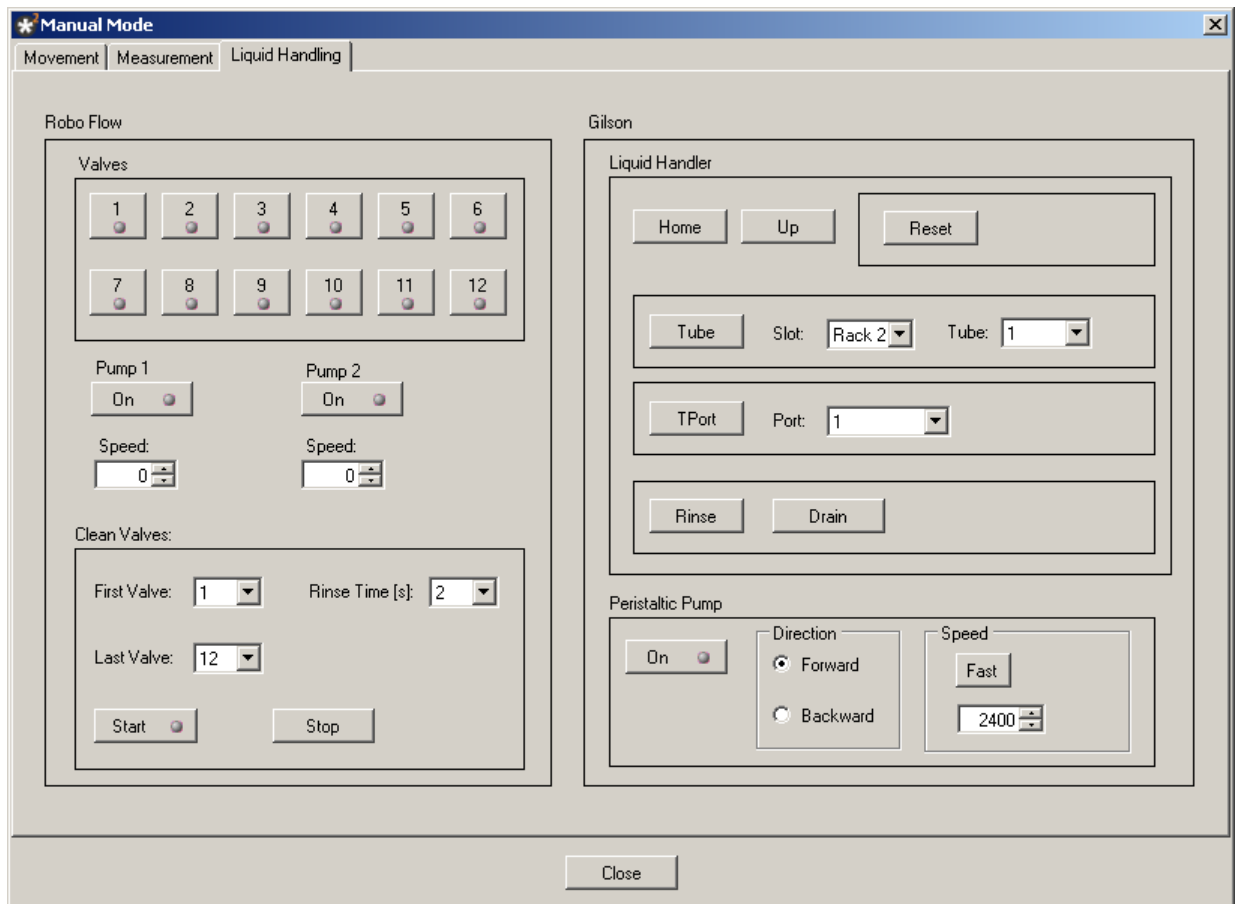 2 Manual Mode
Movement Measurement Liquid Handling
Robo Flow
Valves
1 2 3 4 5 6
7 8 9 10 11 12
Pump 1 Pump 2
On On
Speed: Speed:
0 0
Clean Valves:
First Valve: 1 Rinse Time [s]: 2
Last Valve: 12
Start Stop
Gilson
Liquid Handler
Home Up Reset
Tube Slot: Rack 2 Tube: 1
TPort Port: 1
Rinse Drain
Peristaltic Pump
On
Direction
Forward
Backward
Speed
Fast
2400
Close